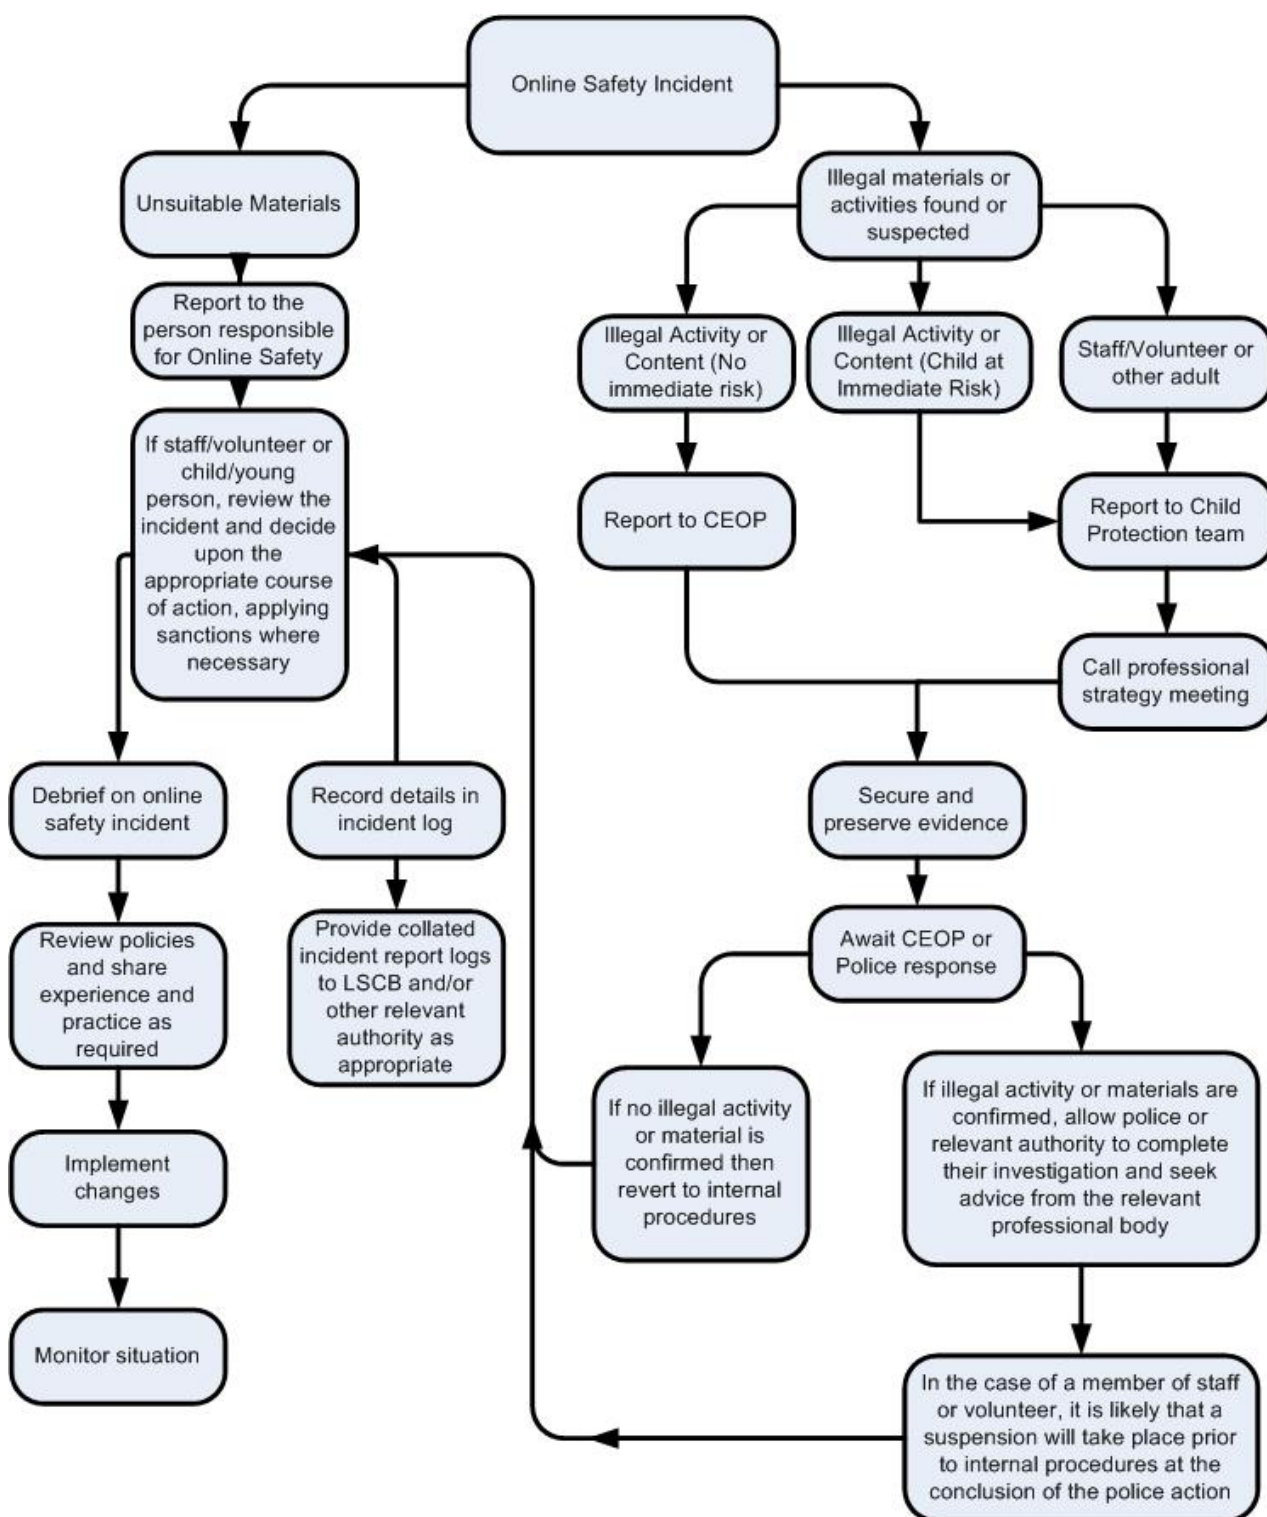 Online Safety Incident
Unsuitable Materials
Report to the
person responsible
for Online Safety
If staff/volunteer or
child/young
person, review the
incident and decide
upon the
appropriate course
of action, applying
sanctions where
necessary
Debrief on online
safety incident
Review policies
and share
experience and
practice as
required
Implement
changes
Monitor situation
Record details in
incident log
Provide collated
incident report logs
to LSCB and/or
other relevant
authority as
appropriate
Illegal materials or
activities found or
suspected
Illegal Activity or
Content (No
immediate risk)
Illegal Activity or
Content (Child at
Immediate Risk)
Staff/Volunteer or
other adult
Report to CEOP
Report to Child
Protection team
Call professional
strategy meeting
Secure and
preserve evidence
Await CEOP or
Police response
If no illegal activity
or material is
confirmed then
revert to internal
procedures
If illegal activity or materials are
confirmed, allow police or
relevant authority to complete
their investigation and seek
advice from the relevant
professional body
In the case of a member of staff
or volunteer, it is likely that a
suspension will take place prior
to internal procedures at the
conclusion of the police action